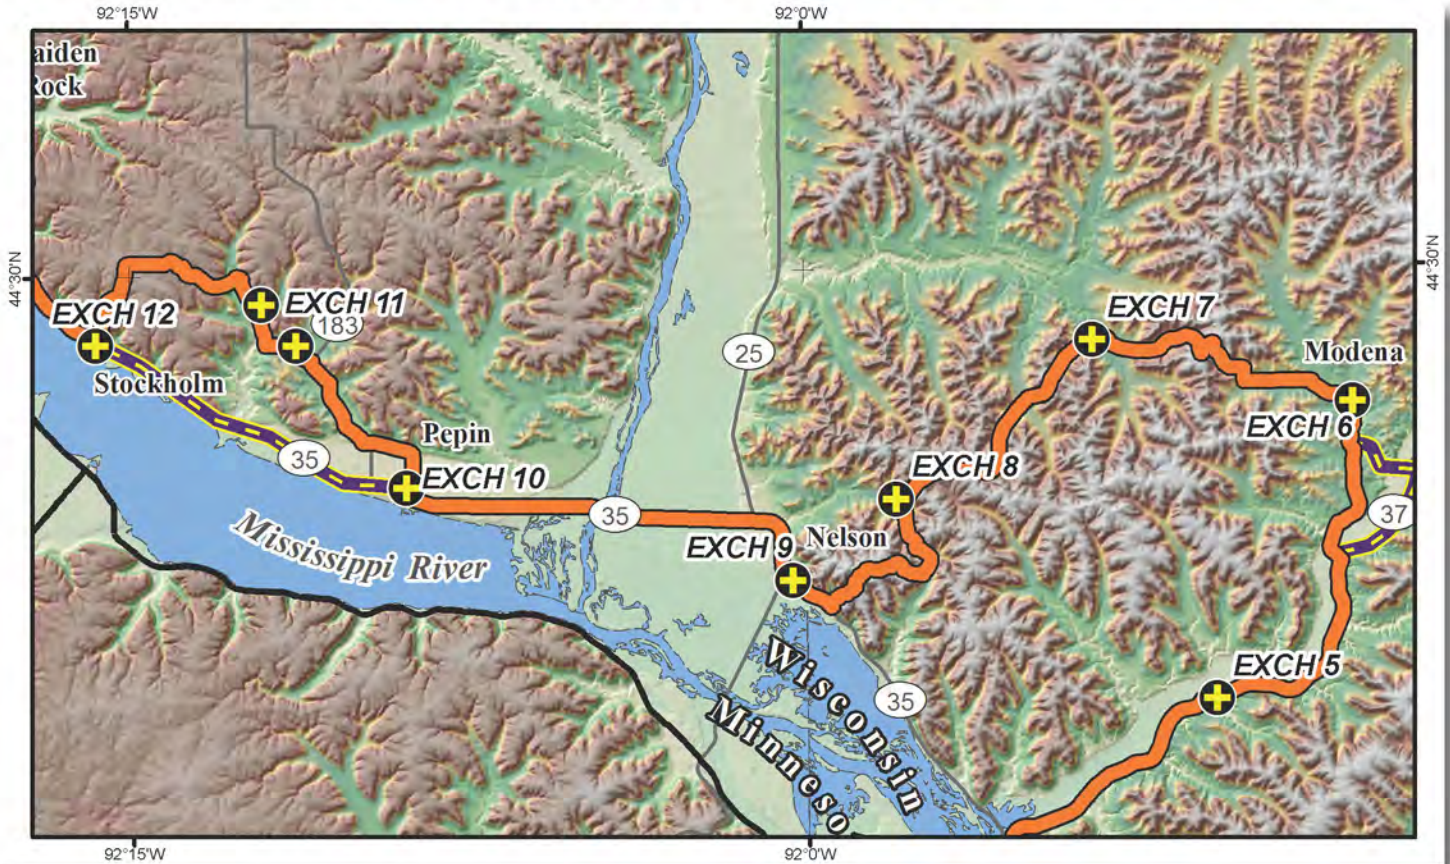 92°15'W
92°0'W
aiden
Rock
44°30'N
44°30'N
EXCH 12
EXCH 11
183
EXCH 7
25
Modena
Stockholm
EXCH 6
Pepin
35
EXCH 10
EXCH 8
35
37
Mississippi River
EXCH 9
Nelson
EXCH 5
Wisconsin
35
Minneso
92°15'W
92°0'W